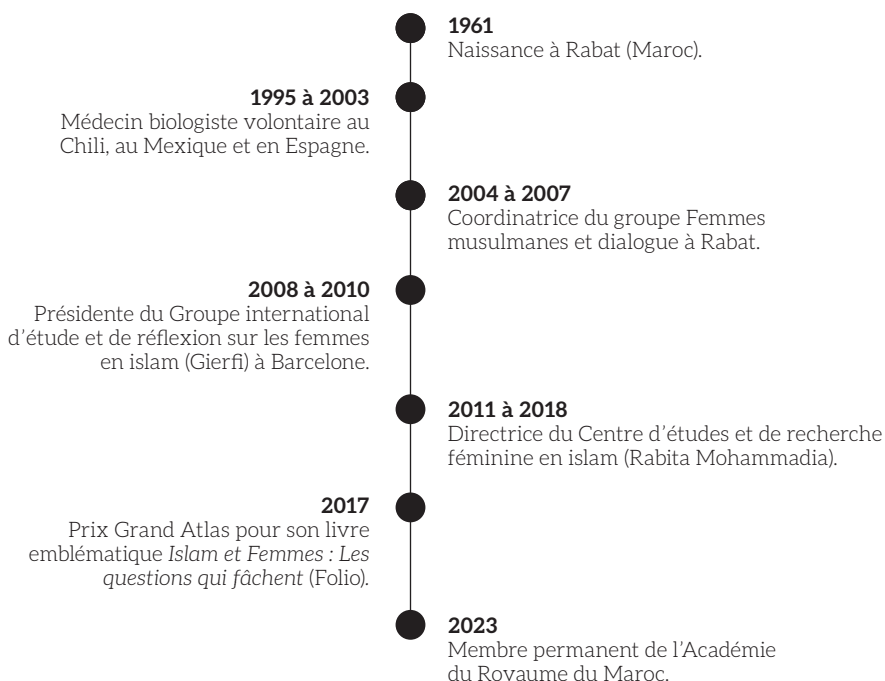 1961
Naissance à Rabat (Maroc).
1995 à 2003
Médecin biologiste volontaire au
Chili, au Mexique et en Espagne.
2004 à 2007
Coordinatrice du groupe Femmes
musulmanes et dialogue à Rabat.
2008 à 2010
Présidente du Groupe international
d’étude et de réflexion sur les femmes
en islam (Gierfi) à Barcelone.
2011 à 2018
Directrice du Centre d’études et de recherche
féminine en islam (Rabita Mohammadia).
2017
Prix Grand Atlas pour son livre
emblématique Islam et Femmes : Les
questions qui fâchent (Folio).
2023
Membre permanent de l’Académie
du Royaume du Maroc.